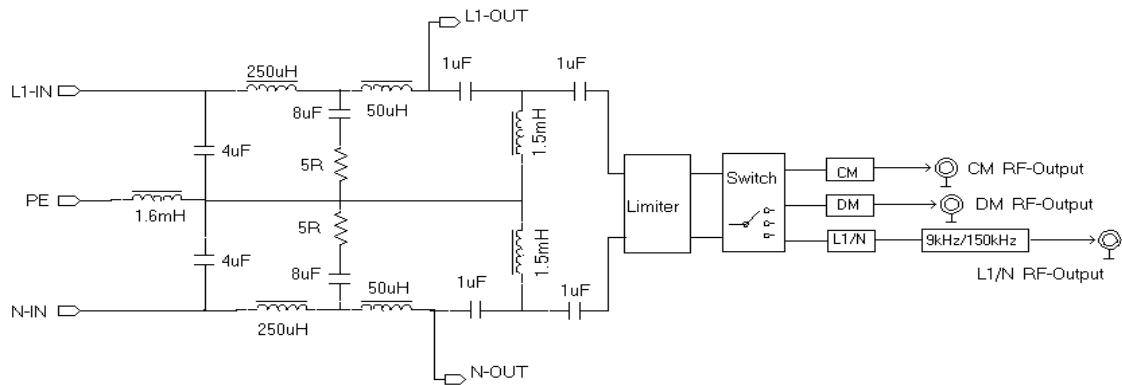 L1-OUT
1uF
1uF
250uH
L1-IN
8uF
50uH
1.5mH
4uF
5R
CM
CM RF-Output
PE
Switch
1.6mH
Limiter
DM
DM RF-Output
5R
L1/N
9kHz/150kHz
4uF
1.5mH
8uF
50uH
L1/N RF-Output
1uF
1uF
N-IN
250uH
N-OUT